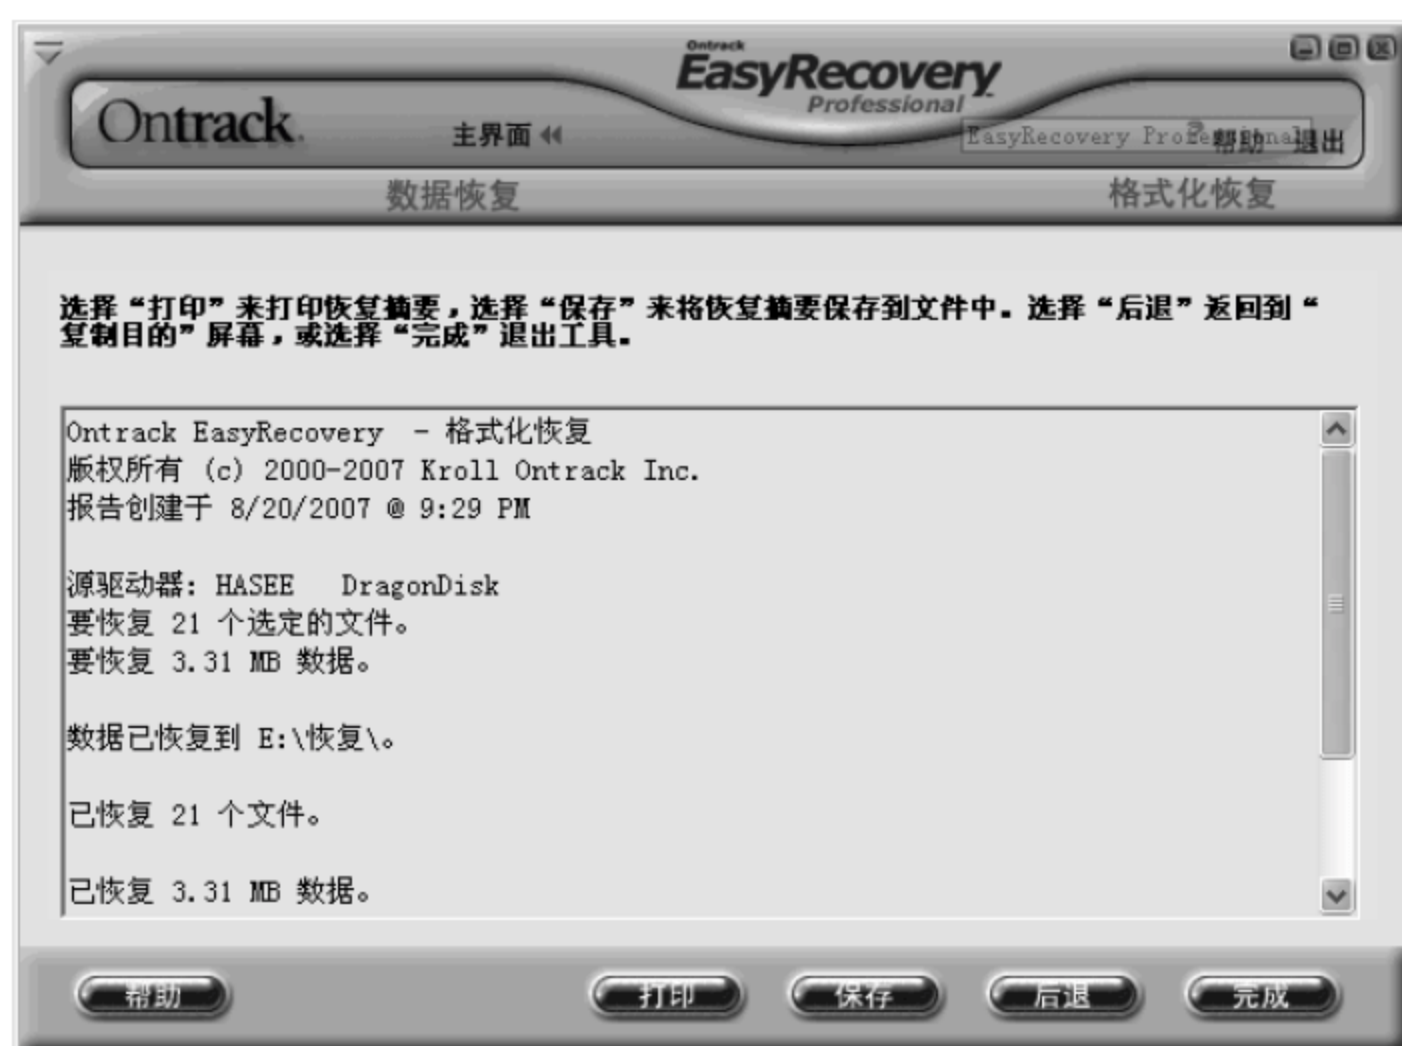 Ontrack
EasyRecovery
Professional
Ontrack
主界面
EasyRecovery Professional
帮助
退出
数据恢复
格式化恢复
选择“打印”来打印恢复摘要，选择“保存”来将恢复摘要保存到文件中。选择“后退”返回到“
复制目的”屏幕，或选择“完成”退出工具。
Ontrack EasyRecovery - 格式化恢复
版权所有 (c) 2000-2007 Kroll Ontrack Inc.
报告创建于 8/20/2007 @ 9:29 PM
源驱动器: HASEE DragonDisk
要恢复 21 个选定的文件。
要恢复 3.31 MB 数据。
数据已恢复到 E:\恢复\。
已恢复 21 个文件。
已恢复 3.31 MB 数据。
帮助
打印
保存
后退
完成